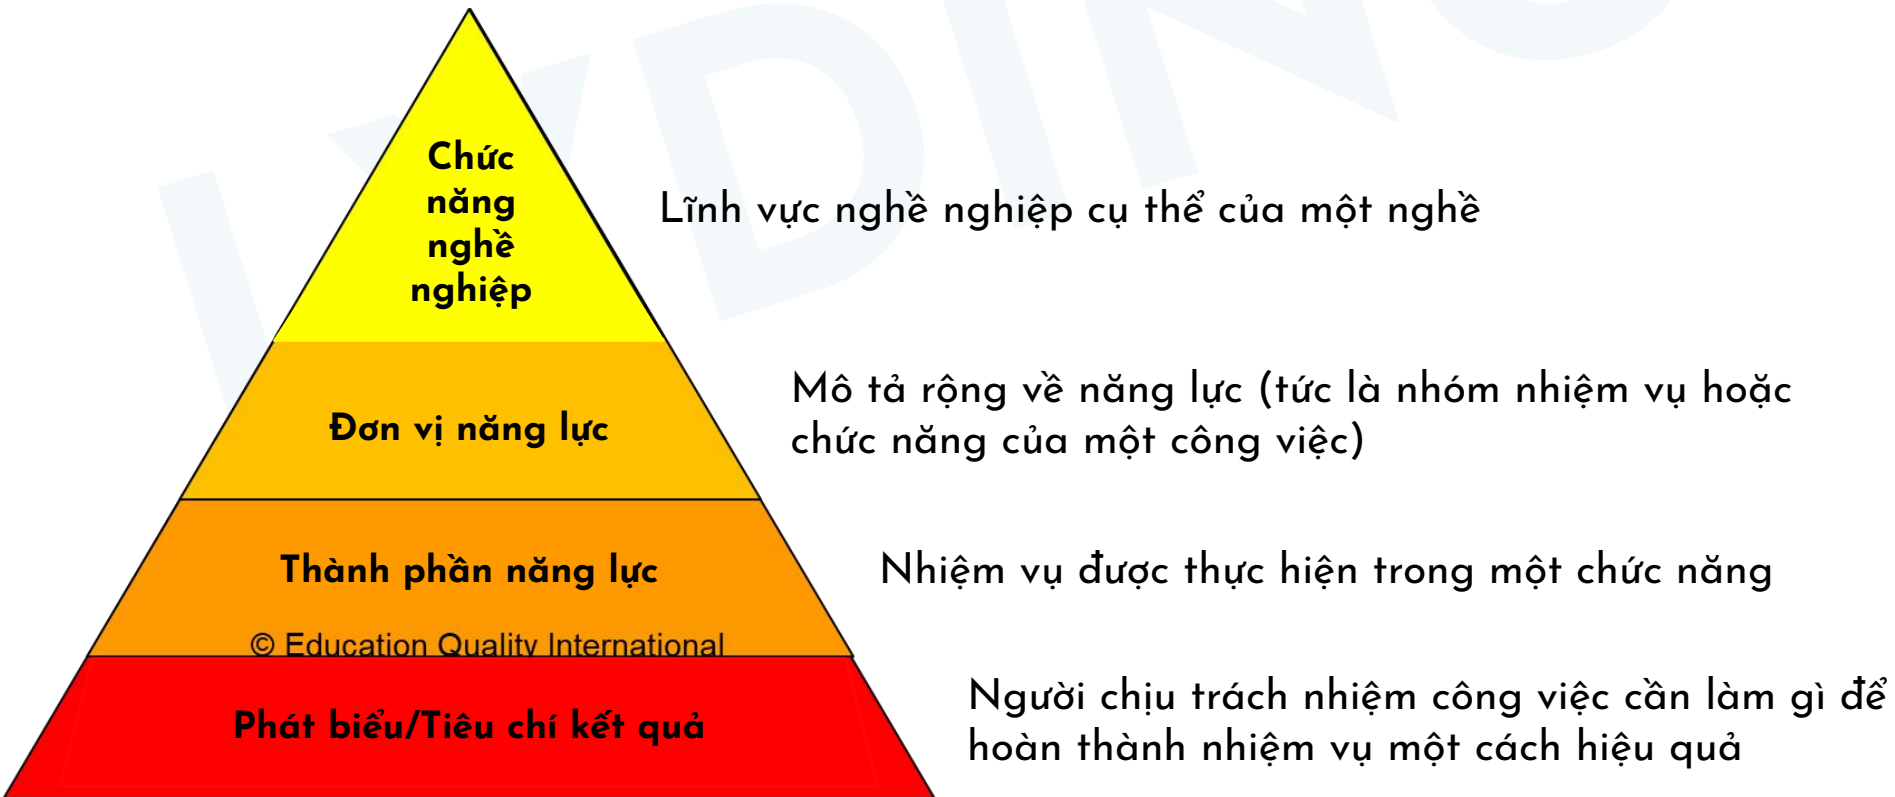 Chức
năng
nghề
nghiệp
Lĩnh vực nghề nghiệp cụ thể của một nghề
Đơn vị năng lực
Mô tả rộng về năng lực (tức là nhóm nhiệm vụ hoặc
chức năng của một công việc)
Thành phần năng lực
Nhiệm vụ được thực hiện trong một chức năng
© Education Quality International
Phát biểu/Tiêu chí kết quả
Người chịu trách nhiệm công việc cần làm gì để
hoàn thành nhiệm vụ một cách hiệu quả